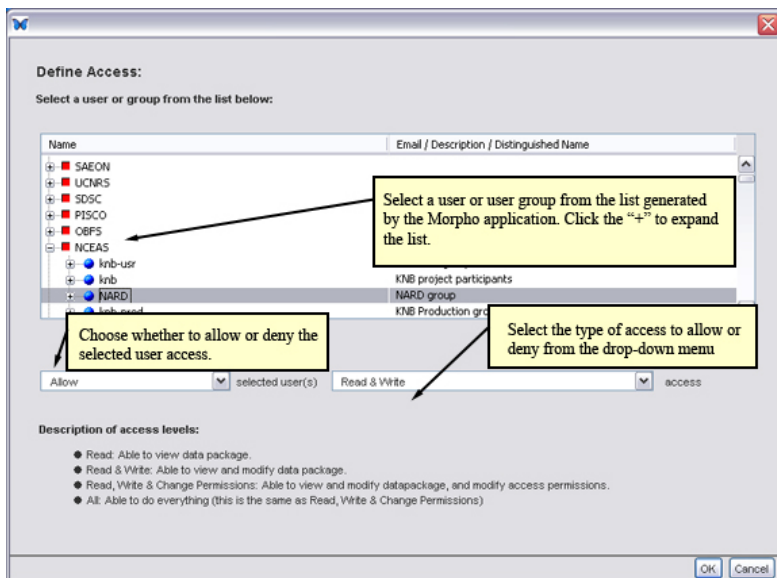 Define Access:
Select a user or group from the list below:
Name Email / Description / Distinguished Name
SAEON
UCNRS
SDSC
PISCO
OBFS
NCEAS
Select a user or user group from the list generated
by the Morpho application. Click the “+” to expand
the list.
knb-usr
knb KNB project participants
NARD NARD group
knb-prod KNB Production gro
Choose whether to allow or deny the
selected user access.
Select the type of access to allow or
deny from the drop-down menu
Allow selected user(s) Read & Write access
Description of access levels:
Read: Able to view data package.
Read & Write: Able to view and modify data package.
Read, Write & Change Permissions: Able to view and modify datapackage, and modify access permissions.
All: Able to do everything (this is the same as Read, Write & Change Permissions)
OK Cancel